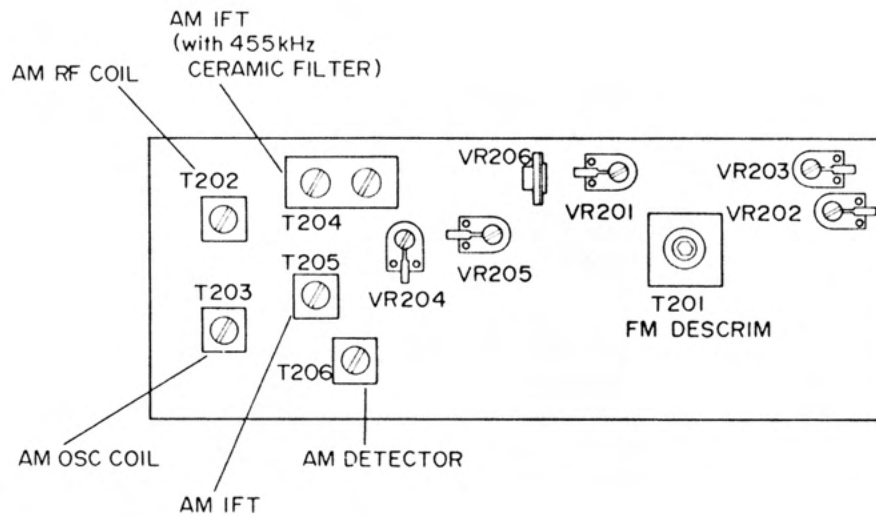 AM IFT
(with 455kHz
CERAMIC FILTER)
AM RF COIL
T202
T204
VR206
VR201
VR203
VR202
T203
T205
VR204
VR205
T201
FM DESCRIM
T206
AM OSC COIL
AM DETECTOR
AM IFT